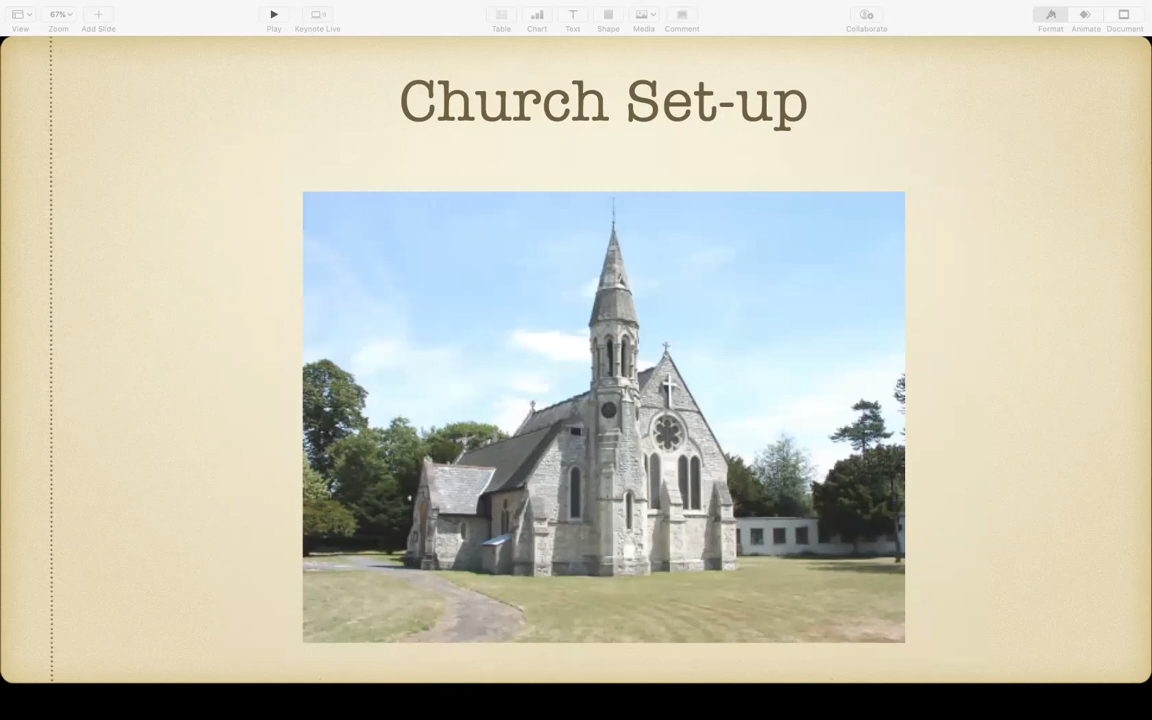 View
67%
Zoom
Add Slide
Play
Keynote Live
Table
Chart
Text
Shape
Media
Comment
Collaborate
Format
Animate
Document
Church Set-up